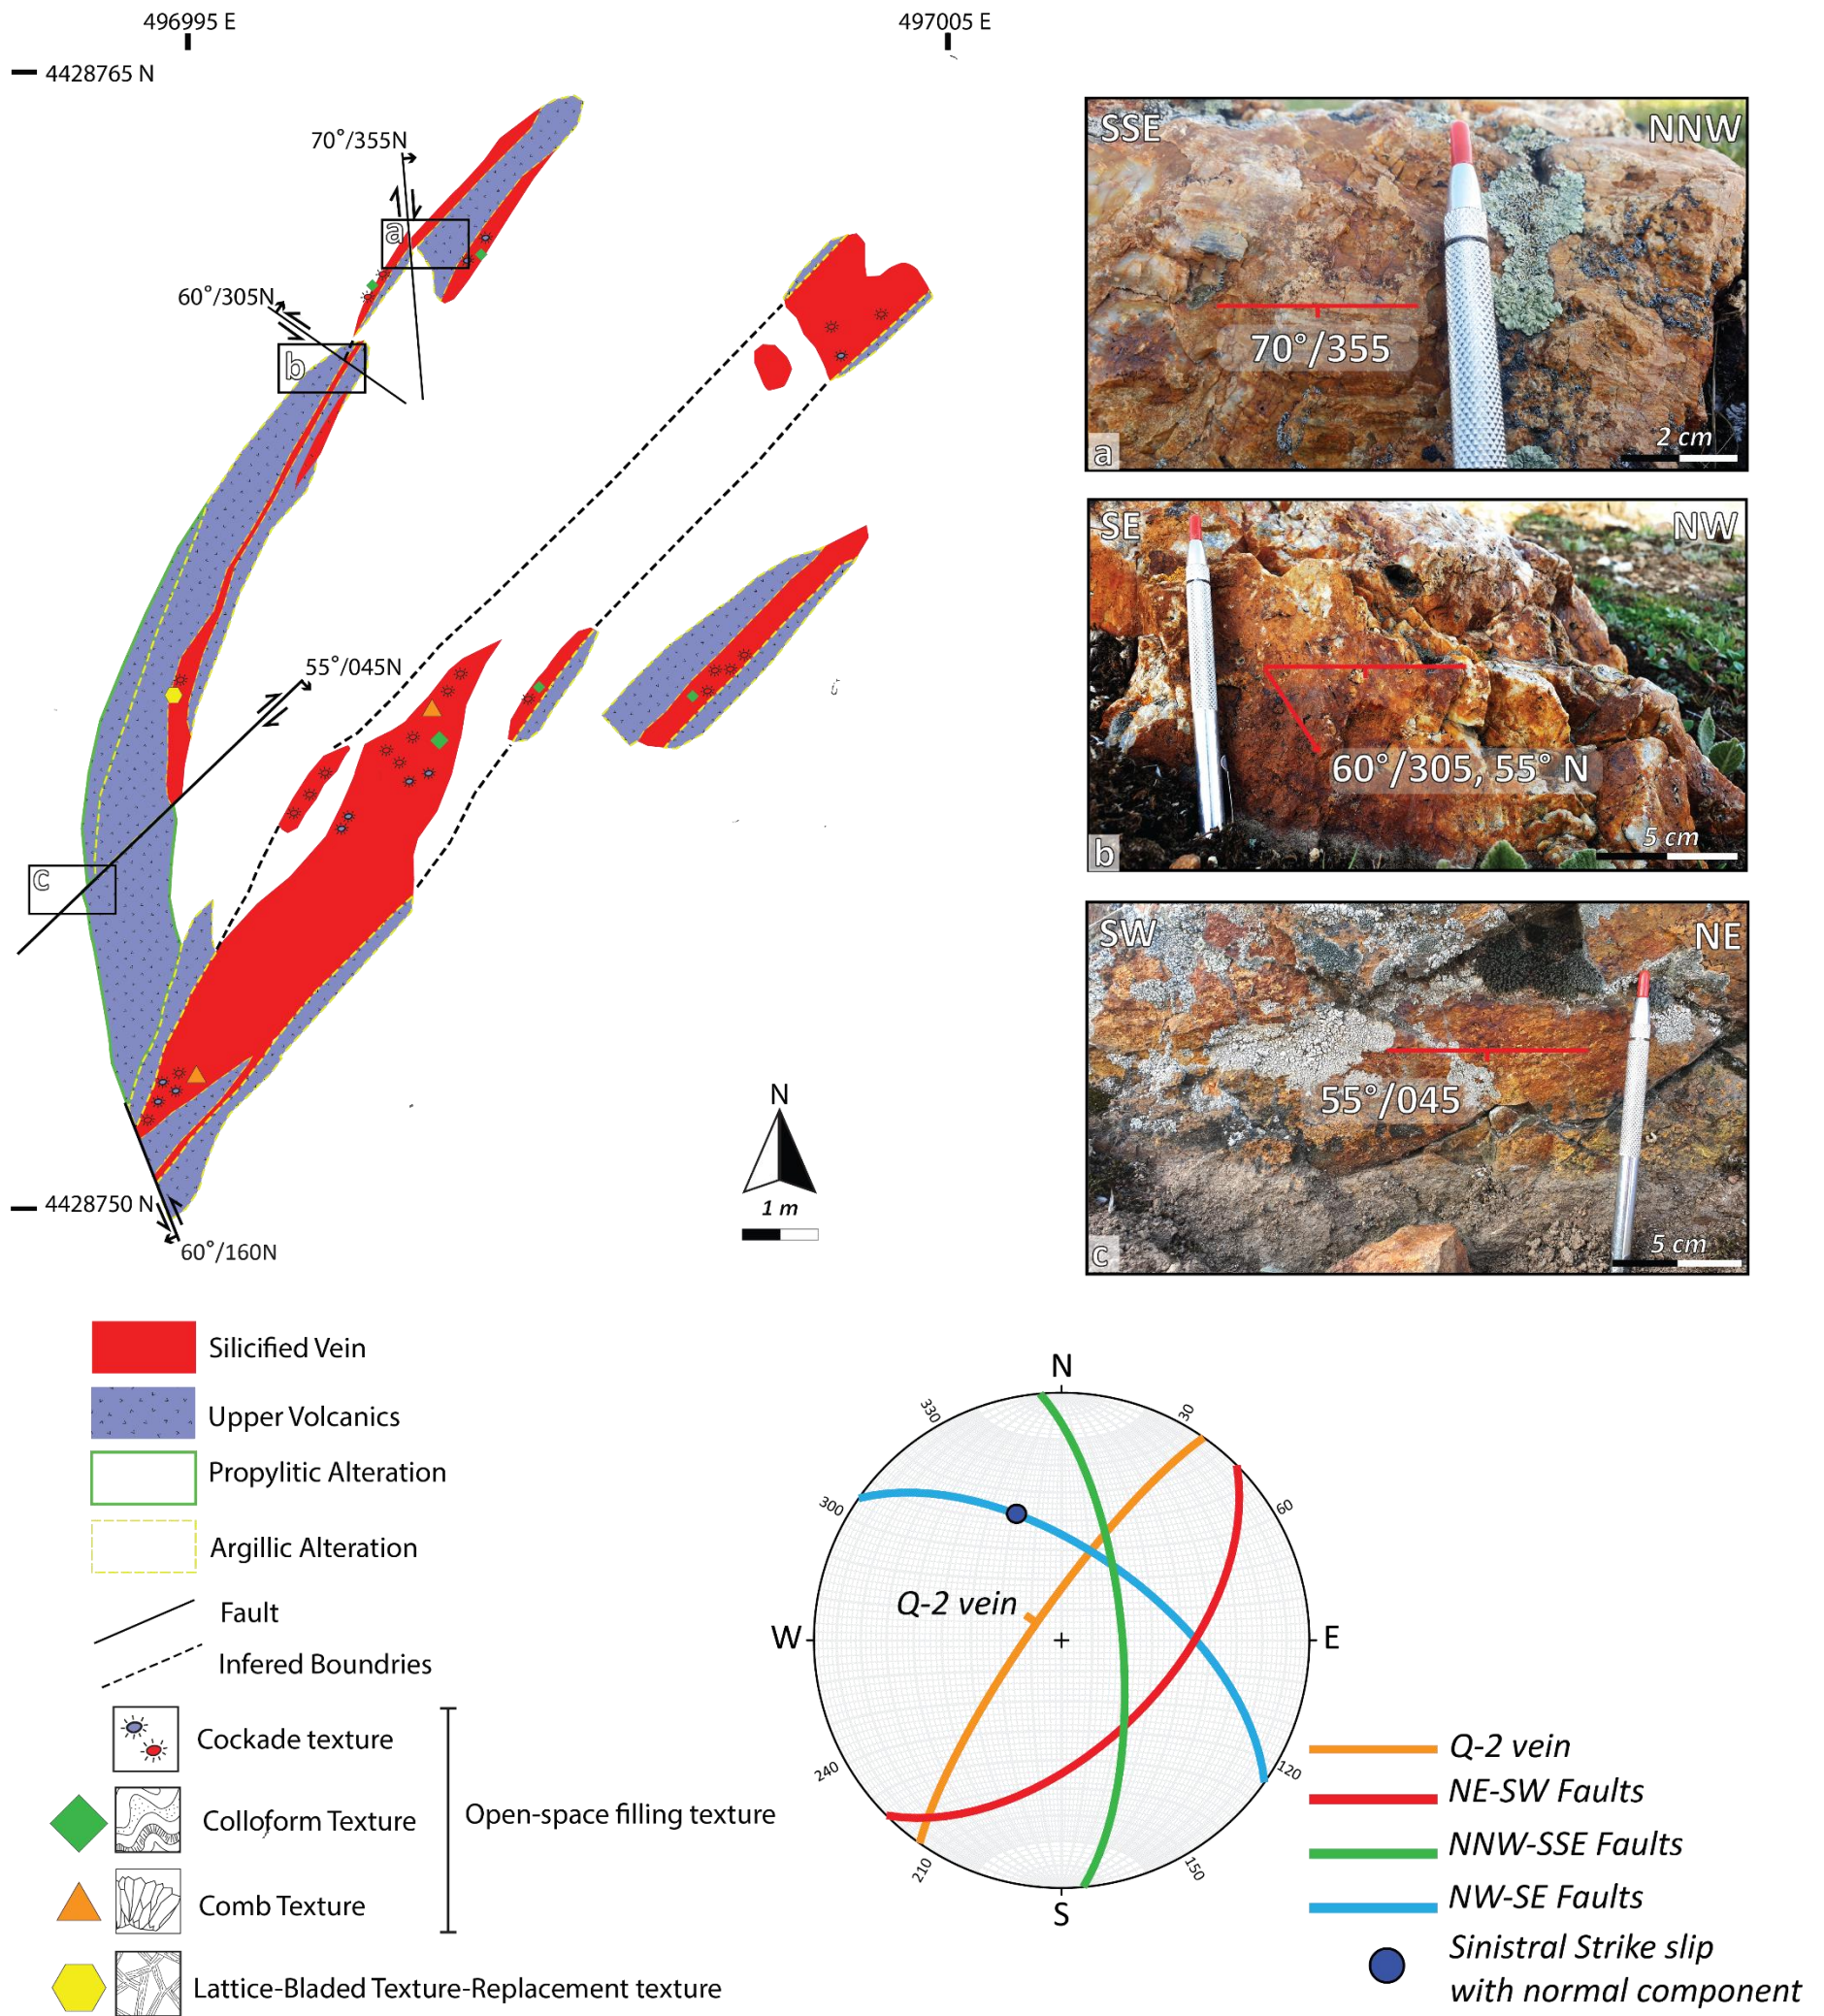 496995 E
497005 E
4428765 N
70°/355N
a
60°/305N
b
55°/045N
c
4428750 N
60°/160N
N
1 m
SSE
NNW
70°/355
2 cm
a
SE
NW
60°/305, 55° N
5 cm
b
SW
NE
55°/045
5 cm
c
Silicified Vein
Upper Volcanics
Propylitic Alteration
Argillic Alteration
Fault
Infered Boundries
Cockade texture
Colloform Texture
Comb Texture
Open-space filling texture
Lattice-Bladed Texture-Replacement texture
N
330
30
300
60
Q-2 vein
W
E
240
120
210
150
S
Q-2 vein
NE-SW Faults
NNW-SSE Faults
NW-SE Faults
Sinistral Strike slip
with normal component